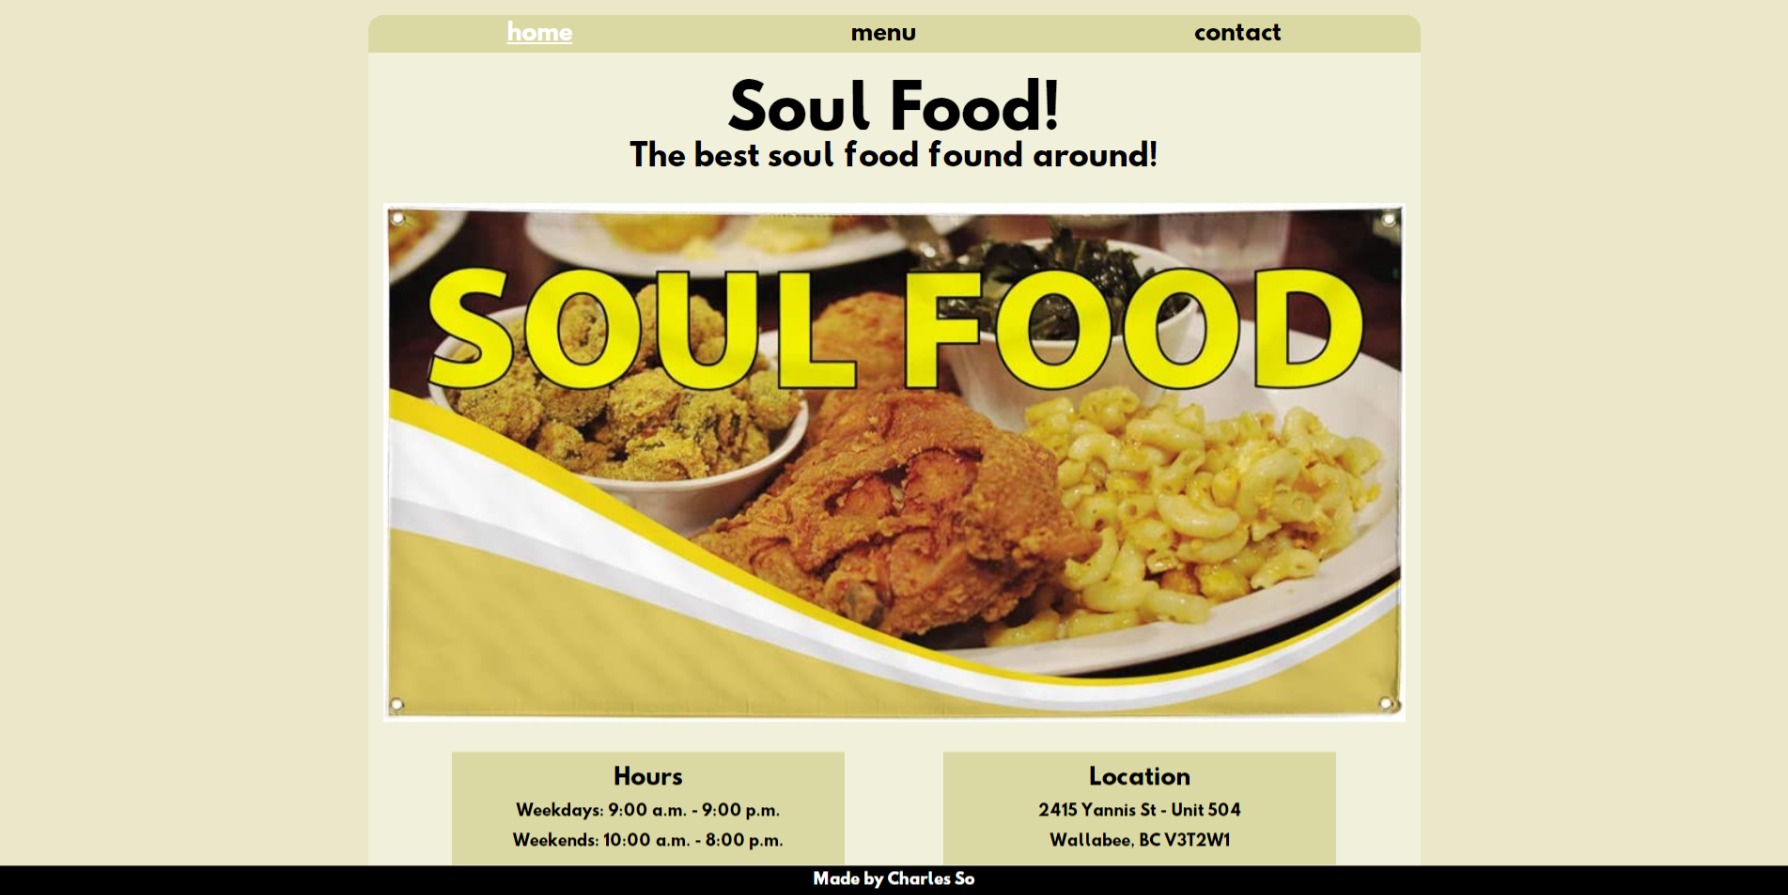 home menu contact
Soul Food!
The best soul food found around!
SOUL FOOD
Hours
Weekdays: 9:00 a.m. - 9:00 p.m.
Weekends: 10:00 a.m. - 8:00 p.m.
Location
2415 Yannis St - Unit 504
Wallabee, BC V3T2W1
Made by Charles So